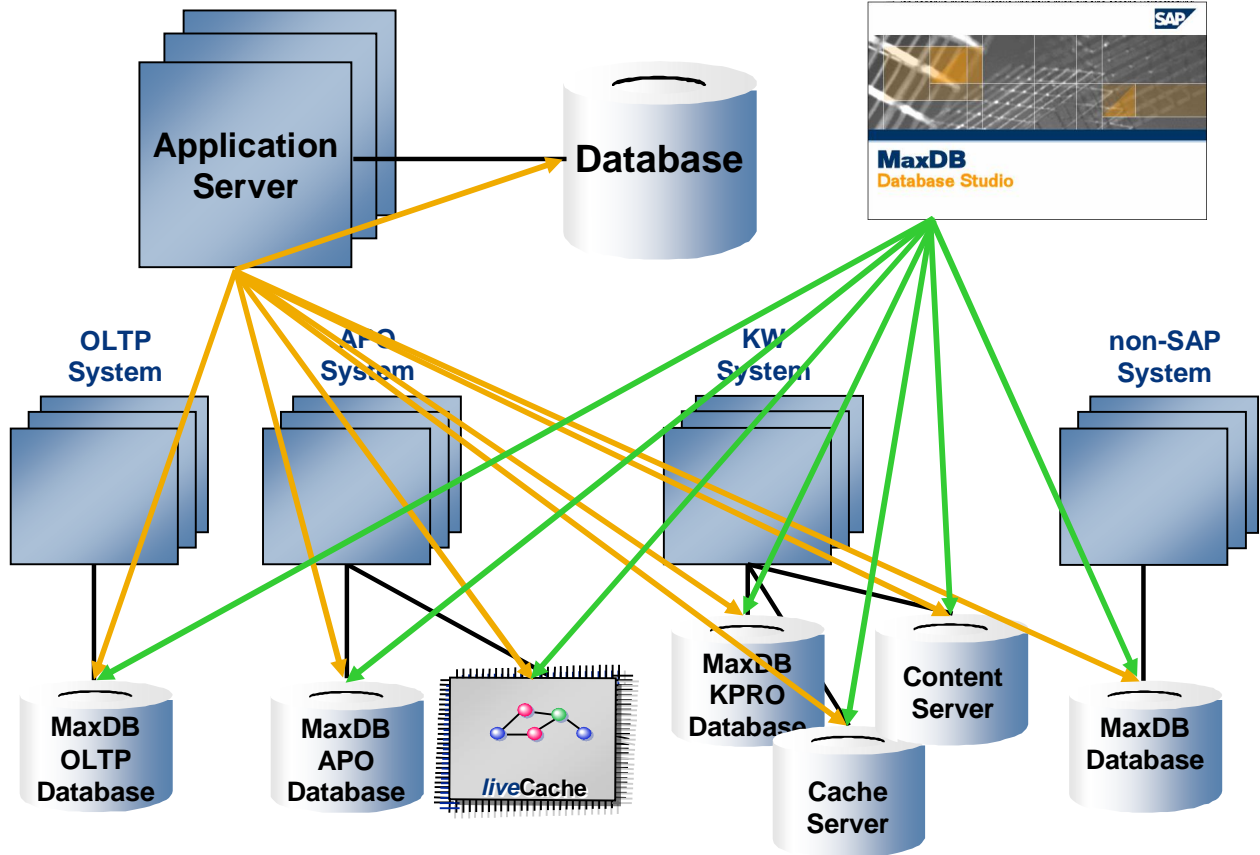 SAP
Application
Server
Database
MaxDB
Database Studio
OLTP
System
APO
System
KW
System
non-SAP
System
MaxDB
OLTP
Database
MaxDB
APO
Database
liveCache
MaxDB
KPRO
Database
Content
Server
Cache
Server
MaxDB
Database